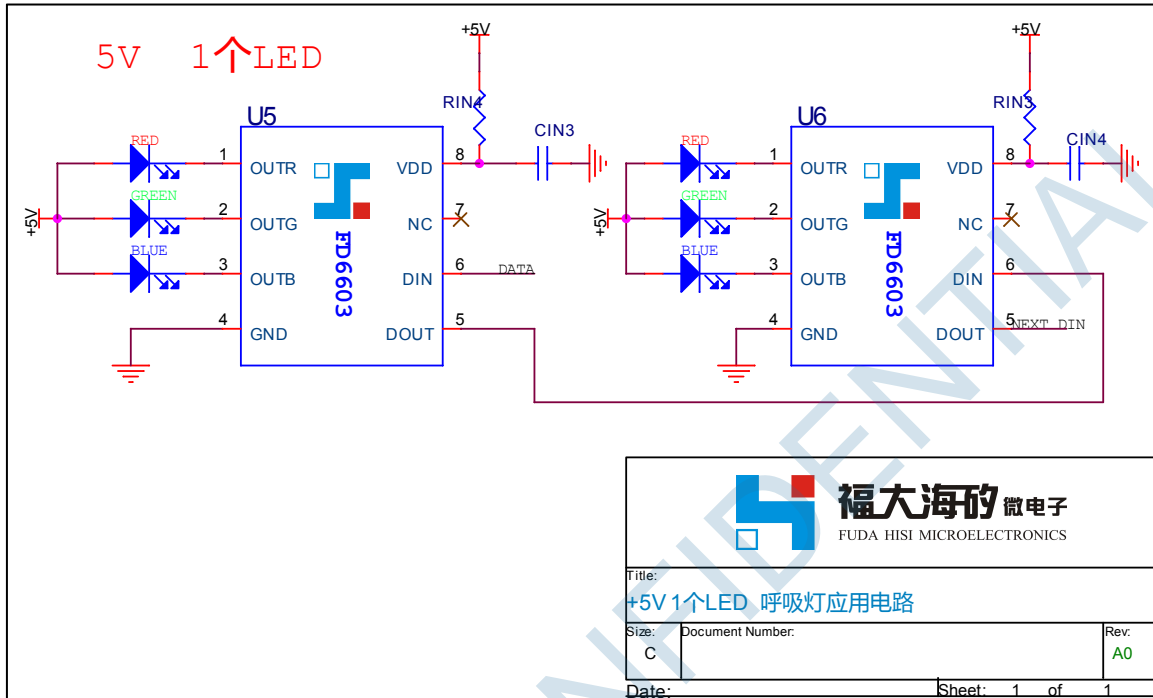 5V 1个LED
+5V
RIN4
U5
CIN3
RED
1
OUTR
VDD
8
GREEN
+5V
2
OUTG
NC
7
BLUE
3
OUTB
DIN
6
DATA
4
GND
DOUT
5
FD6603
+5V
RIN3
U6
CIN4
RED
1
OUTR
VDD
8
GREEN
+5V
2
OUTG
NC
7
BLUE
3
OUTB
DIN
6
4
GND
DOUT
5
NEXT DIN
FD6603
福大海矽 微电子
FUDA HISI MICROELECTRONICS
Title:
+5V 1个LED 呼吸灯应用电路
Size: Document Number: Rev:
C A0
Date: Sheet: 1 of 1
NFIDENTIAL